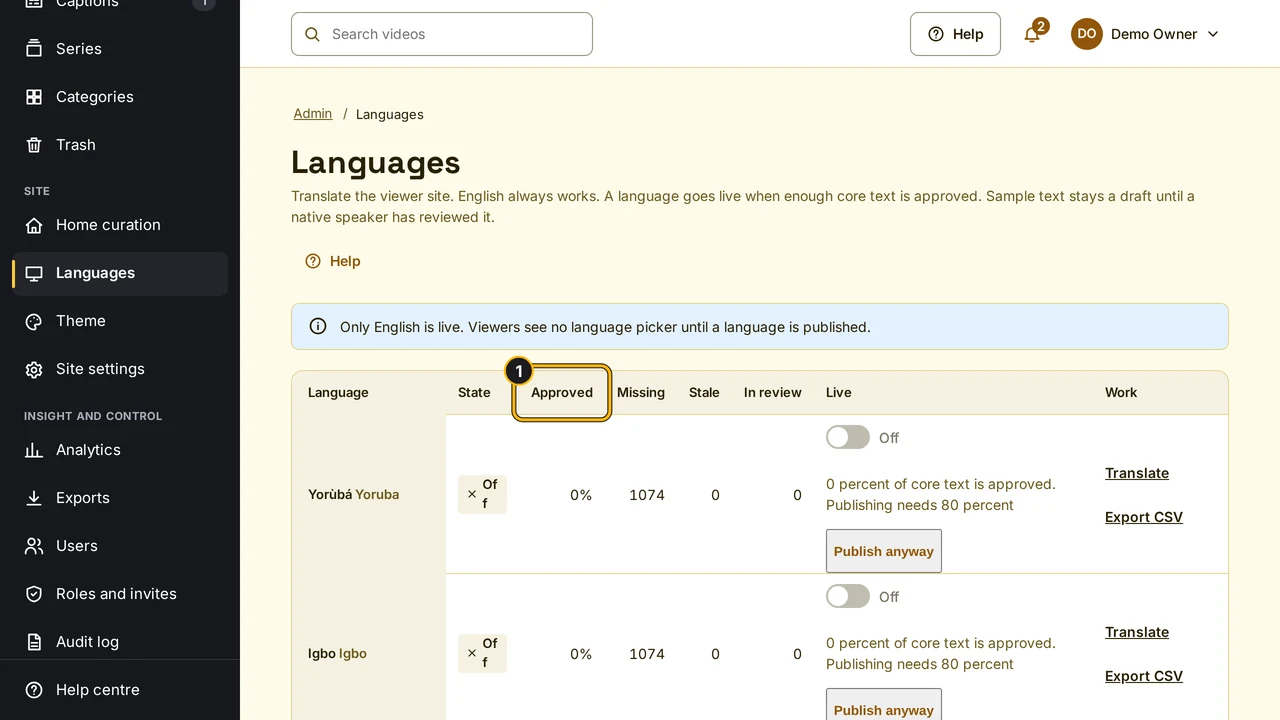 Captions
1
Series
Categories
Trash
SITE
Home curation
Languages
Theme
Site settings
INSIGHT AND CONTROL
Analytics
Exports
Users
Roles and invites
Audit log
Help centre
Search videos
Help
2
DO
Demo Owner
Admin / Languages
Languages
Translate the viewer site. English always works. A language goes live when enough core text is approved. Sample text stays a draft until a
native speaker has reviewed it.
Help
Only English is live. Viewers see no language picker until a language is published.
1
Language State Approved Missing Stale In review Live Work
Off
Yorùbá Yoruba
Of
f
0% 1074 0 0
0 percent of core text is approved.
Publishing needs 80 percent
Publish anyway
Translate
Export CSV
Off
Igbo Igbo
Of
f
0% 1074 0 0
0 percent of core text is approved.
Publishing needs 80 percent
Publish anyway
Translate
Export CSV